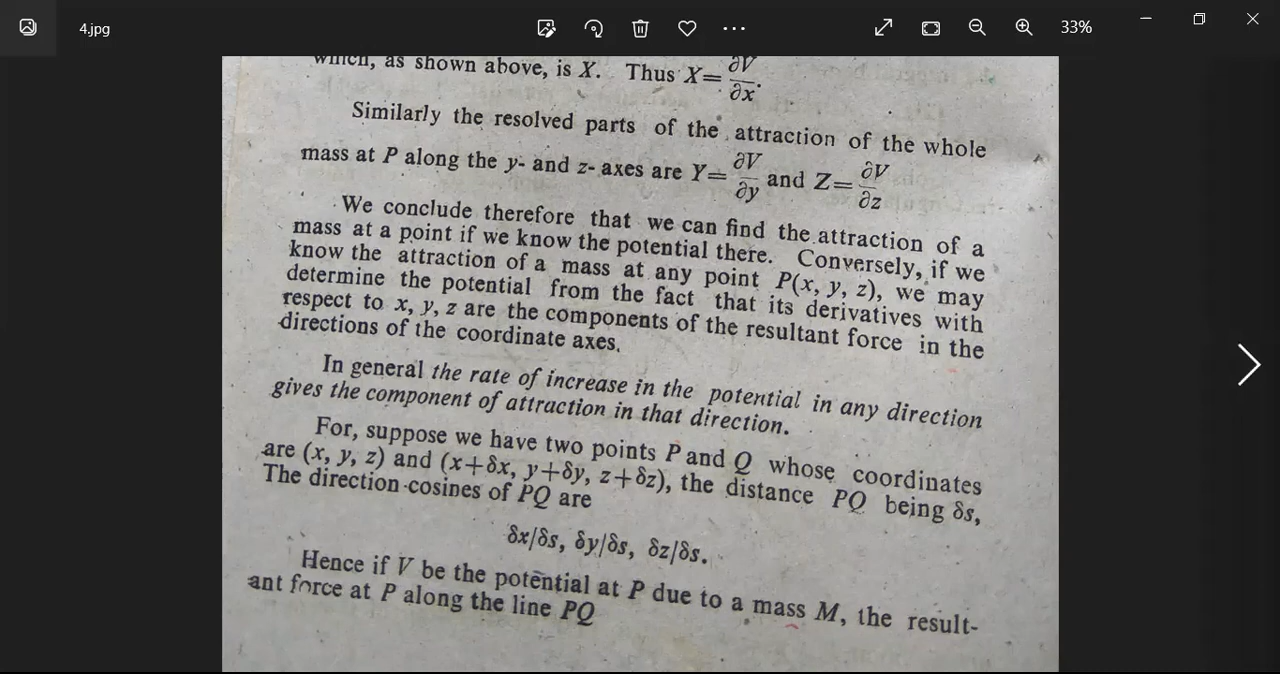 4.jpg
33%
which, as shown above, is X. Thus X=∂V/∂x.
Similarly the resolved parts of the attraction of the whole
mass at P along the y- and z- axes are Y=∂V/∂y and Z=∂V/∂z
We conclude therefore that we can find the attraction of a
mass at a point if we know the potential there. Conversely, if we
know the attraction of a mass at any point P(x, y, z), we may
determine the potential from the fact that its derivatives with
respect to x, y, z are the components of the resultant force in the
directions of the coordinate axes.
In general the rate of increase in the potential in any direction
gives the component of attraction in that direction.
For, suppose we have two points P and Q whose coordinates
are (x, y, z) and (x+δx, y+δy, z+δz), the distance PQ being δs,
The direction-cosines of PQ are
δx/δs, δy/δs, δz/δs.
Hence if V be the potential at P due to a mass M, the result-
ant force at P along the line PQ